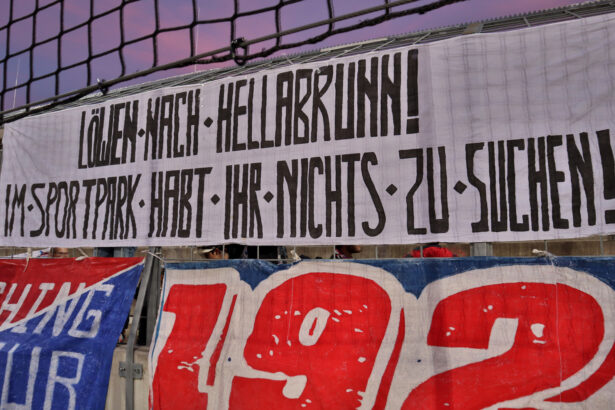 LÖWEN·NACH·HELLABRUNN!
IM·SPORTPARK·HABT·IHR·NICHTS·ZU·SUCHEN!
192